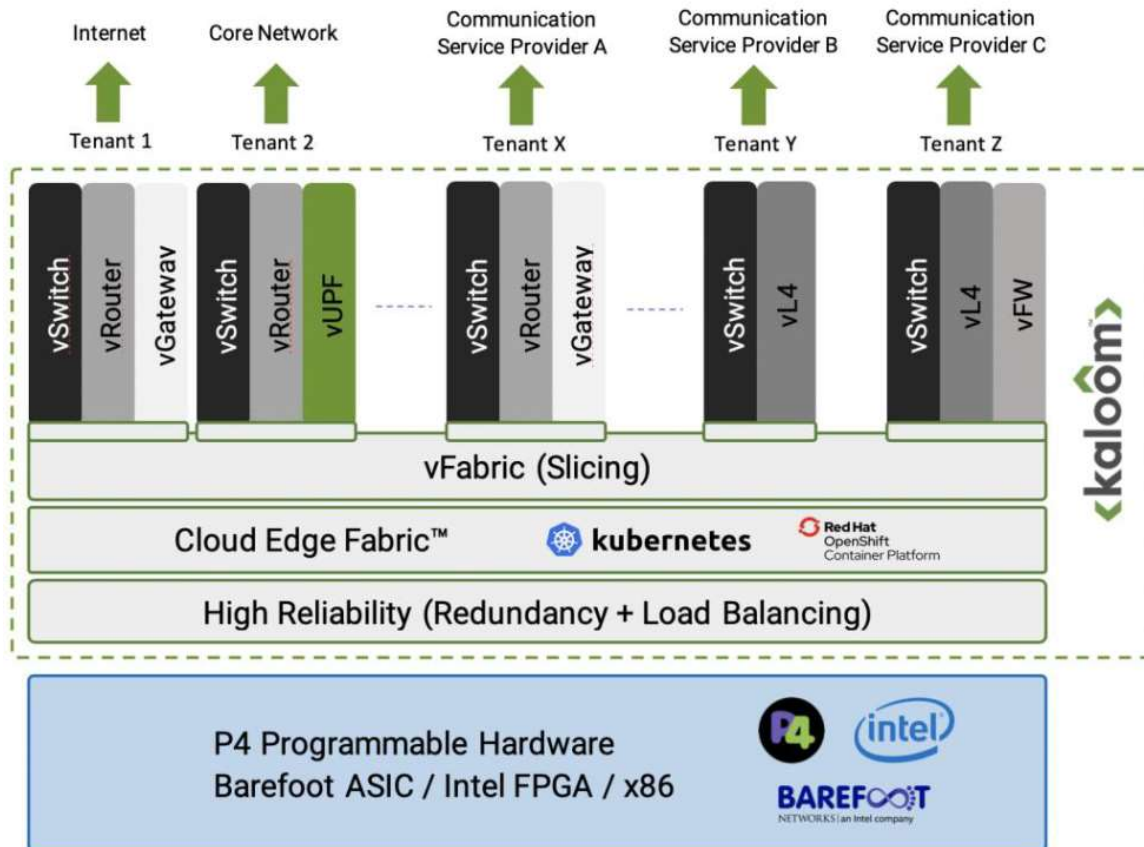 Internet
Core Network
Communication
Service Provider A
Communication
Service Provider B
Communication
Service Provider C
Tenant 1
Tenant 2
Tenant X
Tenant Y
Tenant Z
vSwitch
vRouter
vGateway
vSwitch
vRouter
vUPF
vSwitch
vRouter
vGateway
vSwitch
vL4
vSwitch
vL4
vFW
kaloom™
vFabric (Slicing)
Cloud Edge Fabric™
kubernetes
Red Hat
OpenShift
Container Platform
High Reliability (Redundancy + Load Balancing)
P4 Programmable Hardware
Barefoot ASIC / Intel FPGA / x86
P4
intel
BAREFOOT
NETWORKS | an Intel company